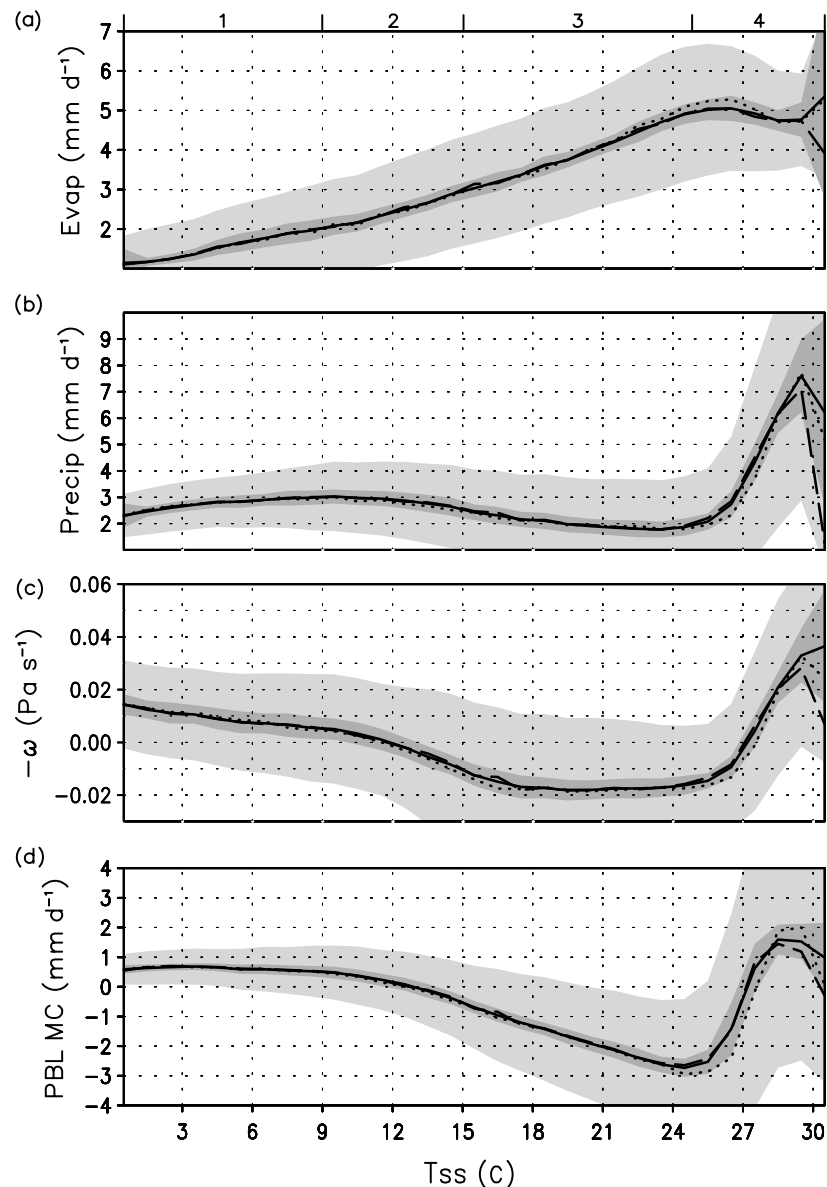 (a)
1 2 3 4
7
6
5
4
3
2
Evap (mm d⁻¹)
(b)
9
8
7
6
5
4
3
2
Precip (mm d⁻¹)
(c)
0.06
0.04
0.02
0.00
−0.02
−ω (Pa s⁻¹)
(d)
4
3
2
1
0
−1
−2
−3
−4
PBL MC (mm d⁻¹)
3 6 9 12 15 18 21 24 27 30
Tss (c)